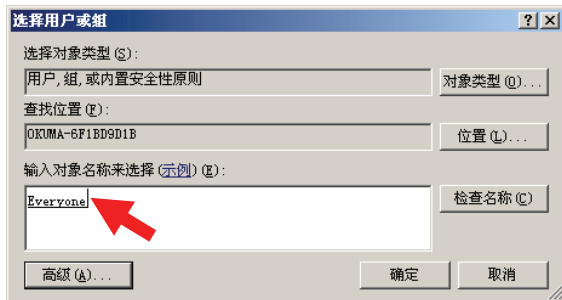 选择用户或组
选择对象类型(S):
用户,组,或内置安全性原则
对象类型(O)...
查找位置(F):
OKUMA-6F1BD9D1B
位置(L)...
输入对象名称来选择(示例)(E):
Everyone
检查名称(C)
高级(A)...
确定
取消